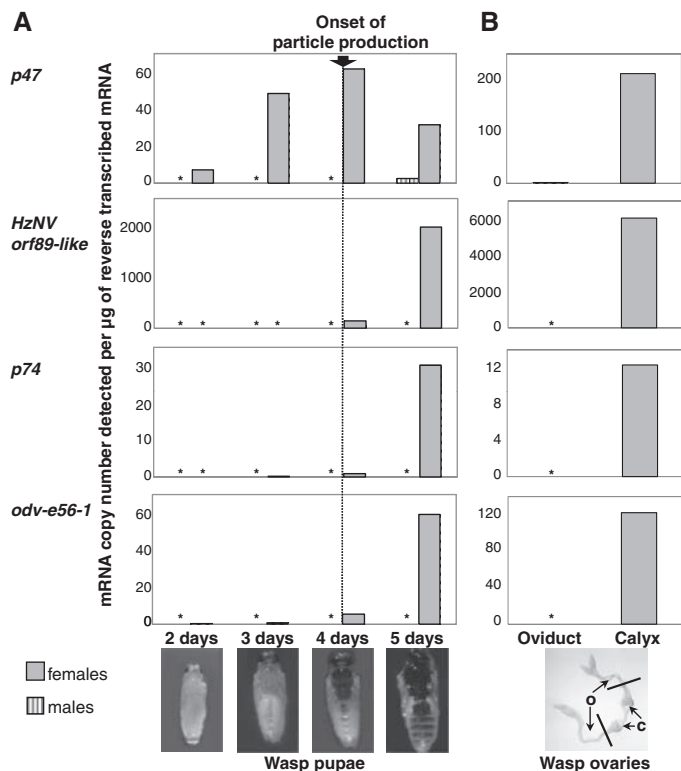 A
B
Onset of
particle production
mRNA copy number detected per µg of reverse transcribed mRNA
p47
60
40
20
0
*
*
*
200
100
0
HzNV
orf89-like
2000
1000
0
* * * * * *
6000
4000
2000
0
*
p74
30
20
10
0
* * * * *
12
8
4
0
*
odv-e56-1
60
40
20
0
* * * *
120
80
40
0
*
2 days 3 days 4 days 5 days
Oviduct Calyx
females
males
o
c
Wasp pupae
Wasp ovaries